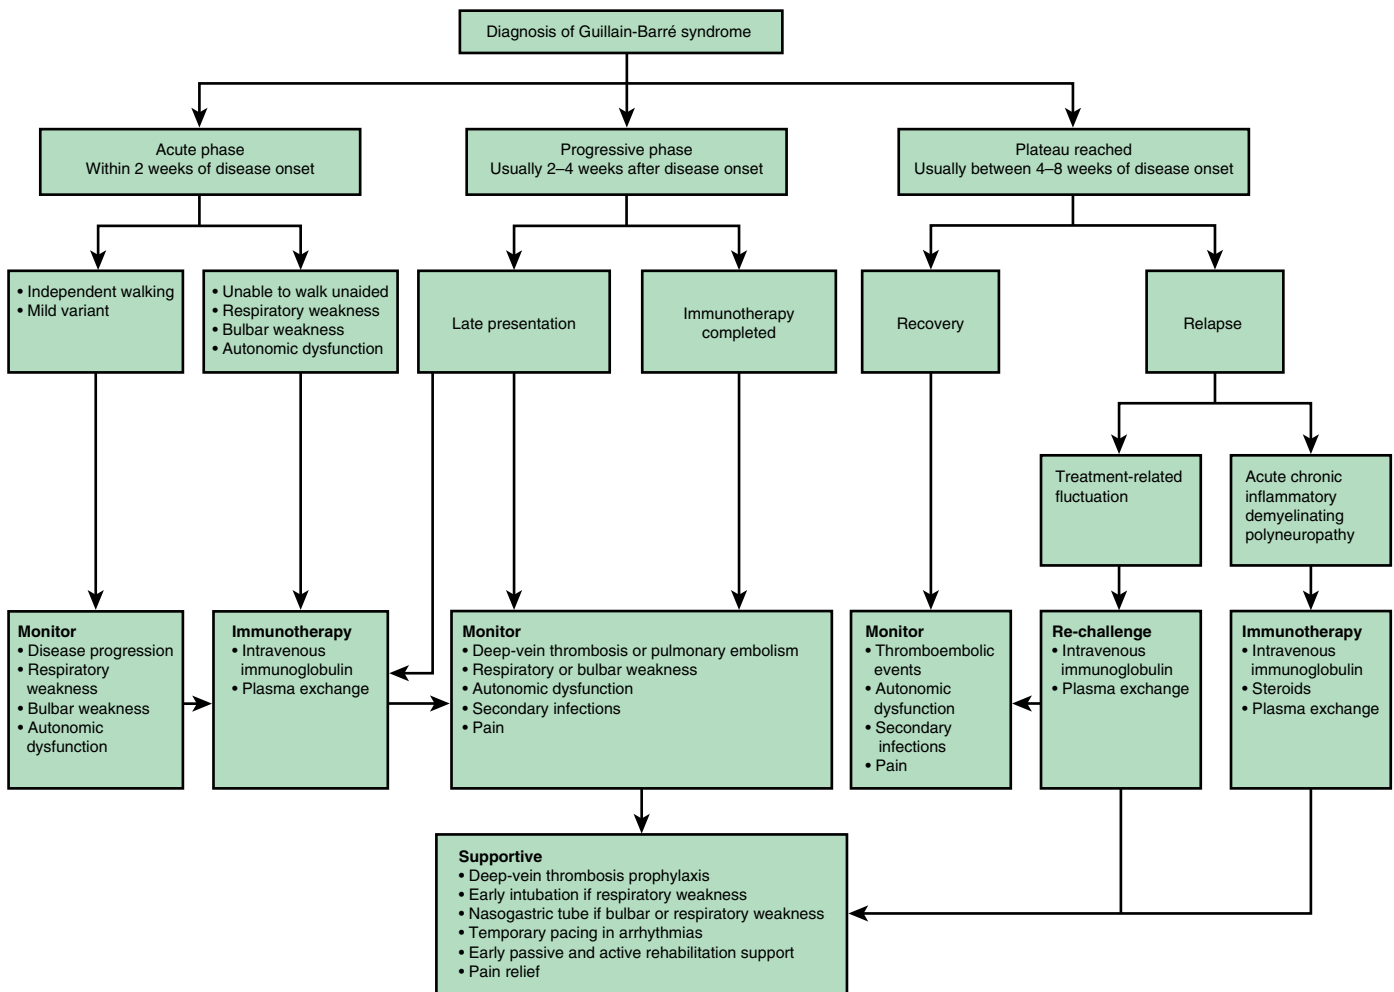 Diagnosis of Guillain-Barré syndrome
Acute phase
Within 2 weeks of disease onset
Progressive phase
Usually 2–4 weeks after disease onset
Plateau reached
Usually between 4–8 weeks of disease onset
• Independent walking
• Mild variant
• Unable to walk unaided
• Respiratory weakness
• Bulbar weakness
• Autonomic dysfunction
Late presentation
Immunotherapy
completed
Recovery
Relapse
Treatment-related
fluctuation
Acute chronic
inflammatory
demyelinating
polyneuropathy
Monitor
• Disease progression
• Respiratory
weakness
• Bulbar weakness
• Autonomic
dysfunction
Immunotherapy
• Intravenous
immunoglobulin
• Plasma exchange
Monitor
• Deep-vein thrombosis or pulmonary embolism
• Respiratory or bulbar weakness
• Autonomic dysfunction
• Secondary infections
• Pain
Monitor
• Thromboembolic
events
• Autonomic
dysfunction
• Secondary
infections
• Pain
Re-challenge
• Intravenous
immunoglobulin
• Plasma exchange
Immunotherapy
• Intravenous
immunoglobulin
• Steroids
• Plasma exchange
Supportive
• Deep-vein thrombosis prophylaxis
• Early intubation if respiratory weakness
• Nasogastric tube if bulbar or respiratory weakness
• Temporary pacing in arrhythmias
• Early passive and active rehabilitation support
• Pain relief